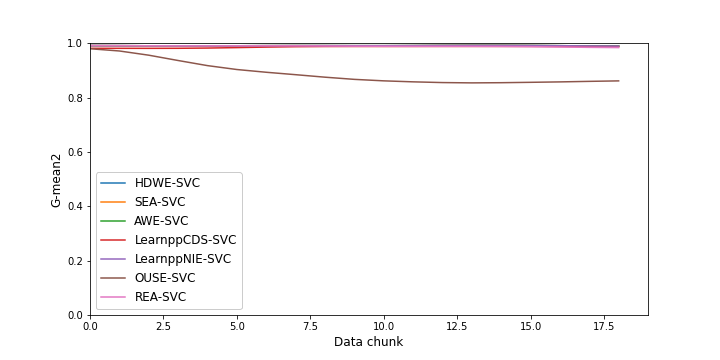 1.0
0.8
0.6
0.4
0.2
0.0
G-mean2
HDWE-SVC
SEA-SVC
AWE-SVC
LearnppCDS-SVC
LearnppNIE-SVC
OUSE-SVC
REA-SVC
0.0 2.5 5.0 7.5 10.0 12.5 15.0 17.5
Data chunk